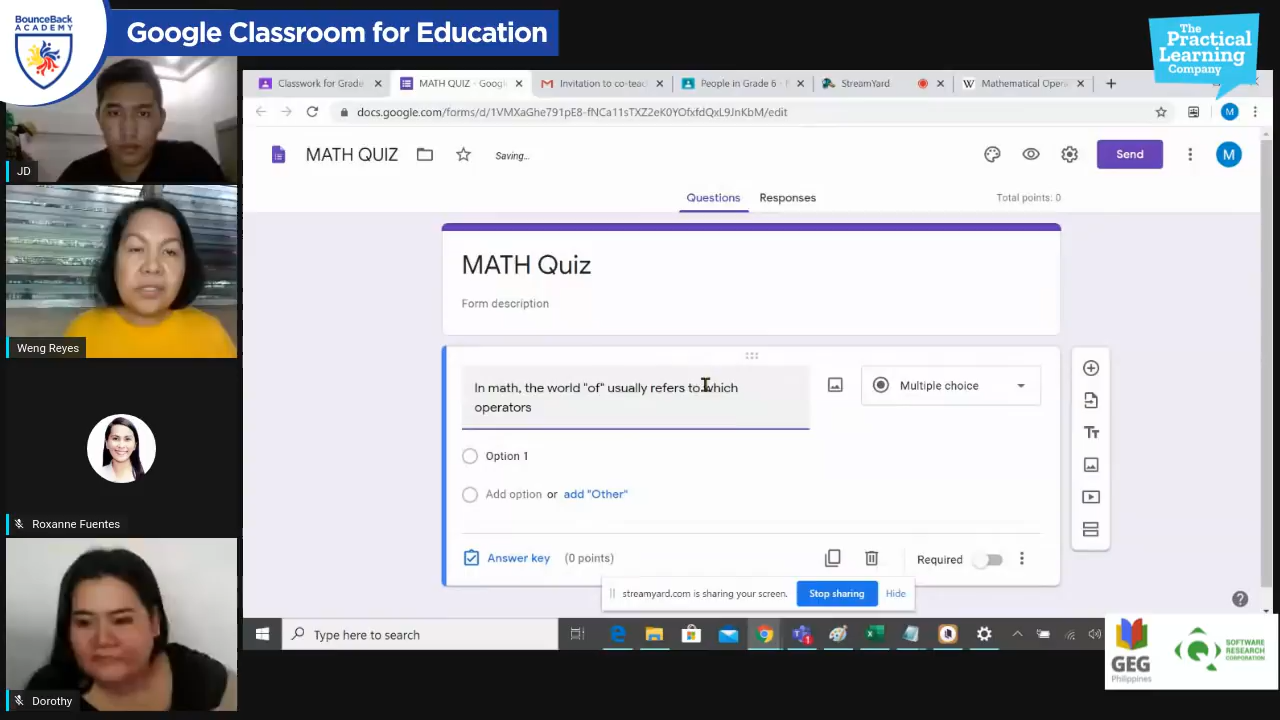 BounceBack
ACADEMY
Google Classroom for Education
The
Practical
Learning
Company
Classwork for Grade
MATH QUIZ - Google
Invitation to co-teac
People in Grade 6 -
StreamYard
Mathematical Opera
docs.google.com/forms/d/1VMXaGhe791pE8-fNCa11sTXZ2eK0YOfxfdQxL9JnKbM/edit
M
MATH QUIZ
Saving...
Send
M
Questions
Responses
Total points: 0
MATH Quiz
Form description
In math, the world "of" usually refers to which
operators
Multiple choice
Option 1
Add option or add "Other"
Answer key
(0 points)
Required
streamyard.com is sharing your screen.
Stop sharing
Hide
Type here to search
JD
Weng Reyes
Roxanne Fuentes
Dorothy
GEG
Philippines
SOFTWARE
RESEARCH
CORPORATION